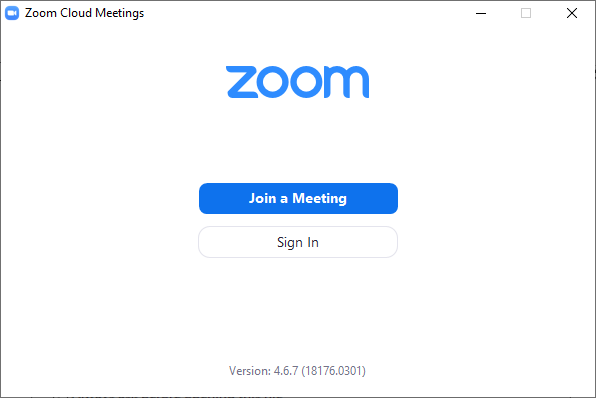 Zoom Cloud Meetings
zoom
Join a Meeting
Sign In
Version: 4.6.7 (18176.0301)